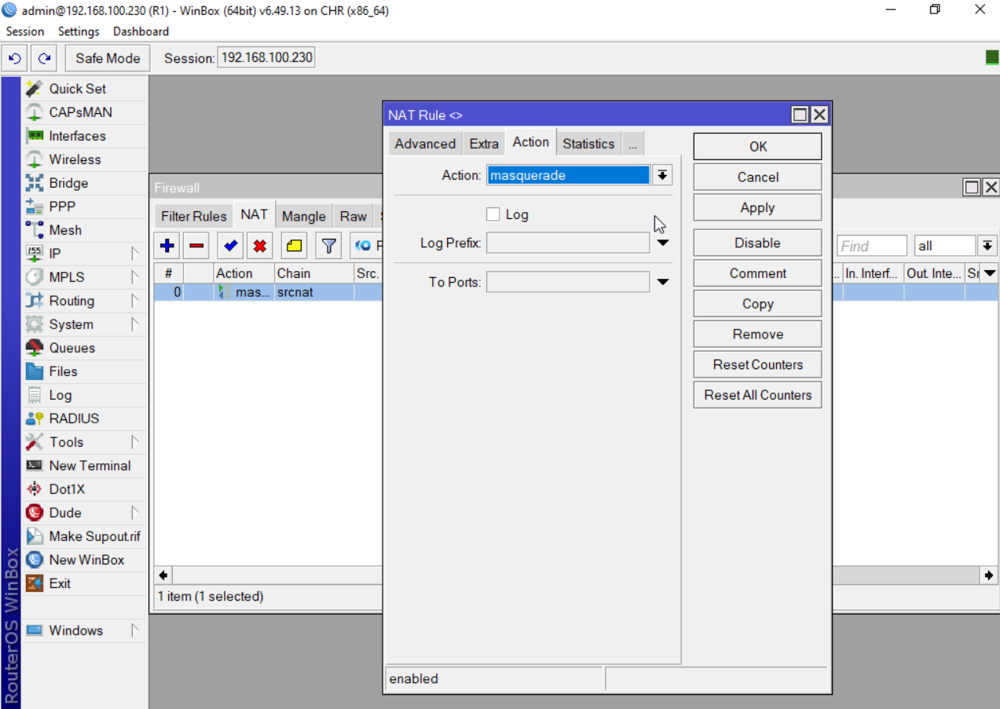 admin@192.168.100.230 (R1) - WinBox (64bit) v6.49.13 on CHR (x86_64)
Session Settings Dashboard
Safe Mode Session: 192.168.100.230
Quick Set
CAPsMAN
Interfaces
Wireless
Bridge
PPP
Mesh
255 IP
MPLS
Routing
System
Queues
Files
Log
RADIUS
Tools
New Terminal
Dot1X
Dude
Make Supout.rif
New WinBox
Exit
Windows
RouterOS WinBox
Firewall
Filter Rules NAT Mangle Raw
Find all
# Action Chain Src. .. In. Interf... Out. Inte...
0 mas... srcnat
1 item (1 selected)
NAT Rule <>
Advanced Extra Action Statistics ...
Action: masquerade
Log
Log Prefix:
To Ports:
OK
Cancel
Apply
Disable
Comment
Copy
Remove
Reset Counters
Reset All Counters
enabled